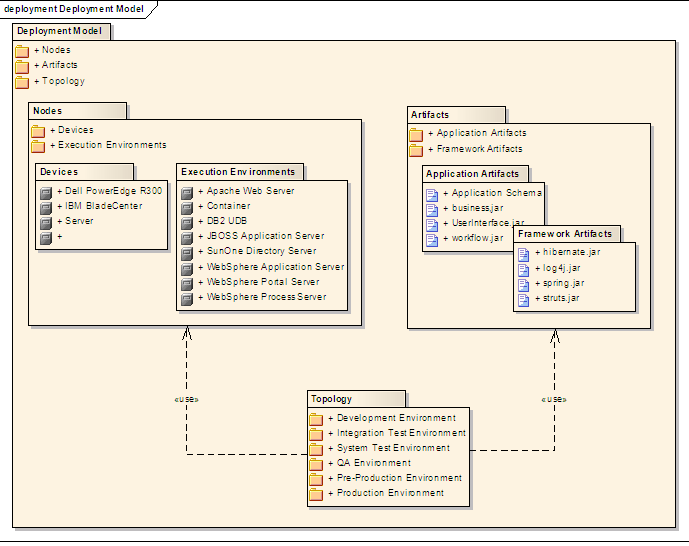 deployment Deployment Model
Deployment Model
+ Nodes
+ Artifacts
+ Topology
Nodes
+ Devices
+ Execution Environments
Devices
+ Dell PowerEdge R300
+ IBM BladeCenter
+ Server
+
Execution Environments
+ Apache Web Server
+ Container
+ DB2 UDB
+ JBOSS Application Server
+ SunOne Directory Server
+ WebSphere Application Server
+ WebSphere Portal Server
+ WebSphere Process Server
Artifacts
+ Application Artifacts
+ Framework Artifacts
Application Artifacts
+ Application Schema
+ business.jar
+ UserInterface.jar
+ workflow.jar
Framework Artifacts
+ hibernate.jar
+ log4j.jar
+ spring.jar
+ struts.jar
«use»
«use»
Topology
+ Development Environment
+ Integration Test Environment
+ System Test Environment
+ QA Environment
+ Pre-Production Environment
+ Production Environment